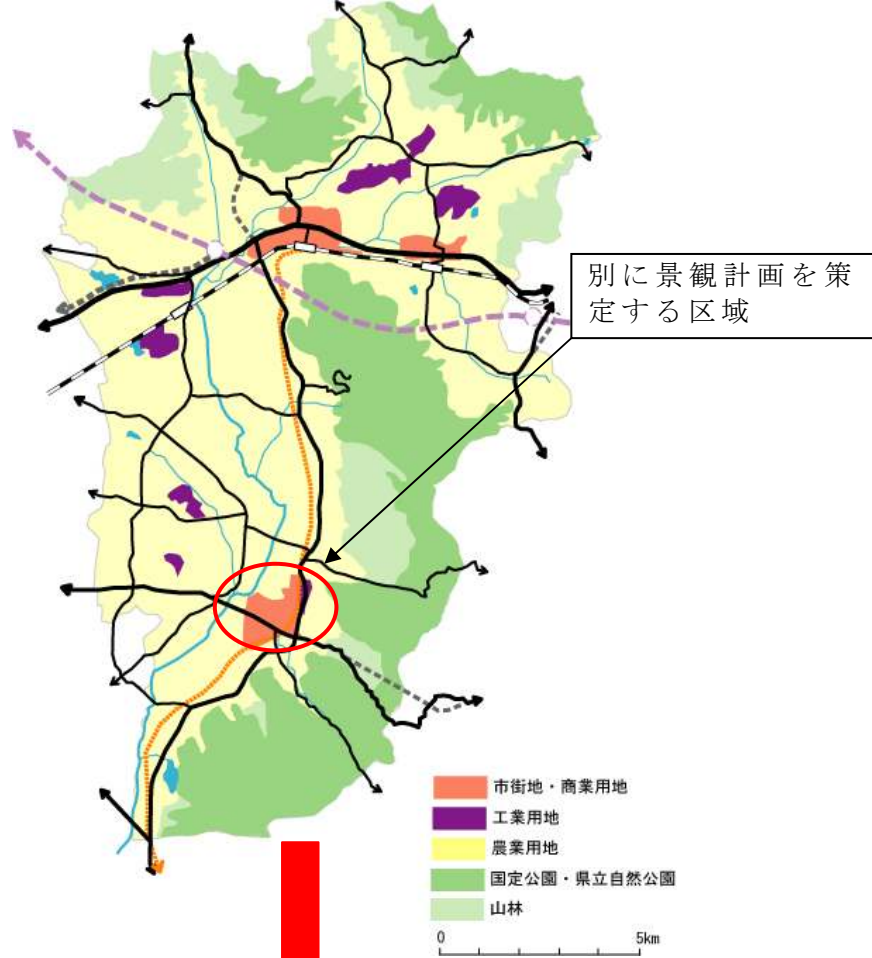 別に景観計画を策
定する区域
市街地・商業用地
工業用地
農業用地
国定公園・県立自然公園
山林
0 5km